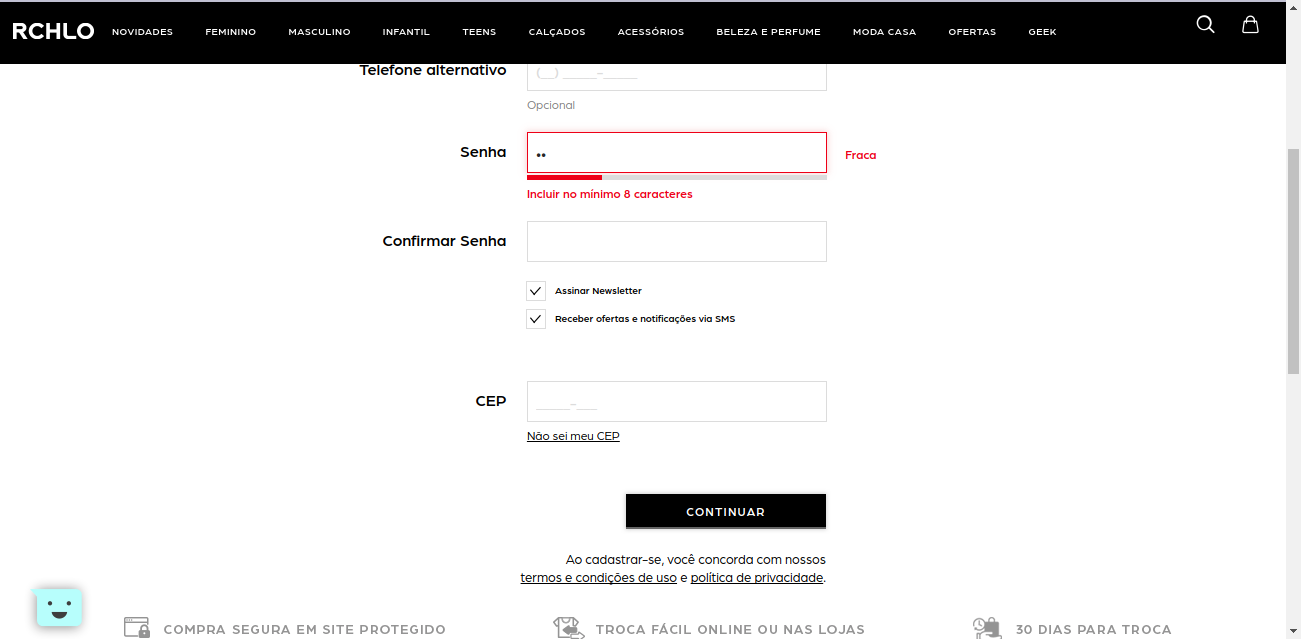 RCHLO NOVIDADES FEMININO MASCULINO INFANTIL TEENS CALÇADOS ACESSÓRIOS BELEZA E PERFUME MODA CASA OFERTAS GEEK
Telefone alternativo (__) _____-_____
Opcional
Senha •• Fraca
Incluir no mínimo 8 caracteres
Confirmar Senha
Assinar Newsletter
Receber ofertas e notificações via SMS
CEP _____-___
Não sei meu CEP
CONTINUAR
Ao cadastrar-se, você concorda com nossos
termos e condições de uso e política de privacidade.
COMPRA SEGURA EM SITE PROTEGIDO TROCA FÁCIL ONLINE OU NAS LOJAS 30 DIAS PARA TROCA